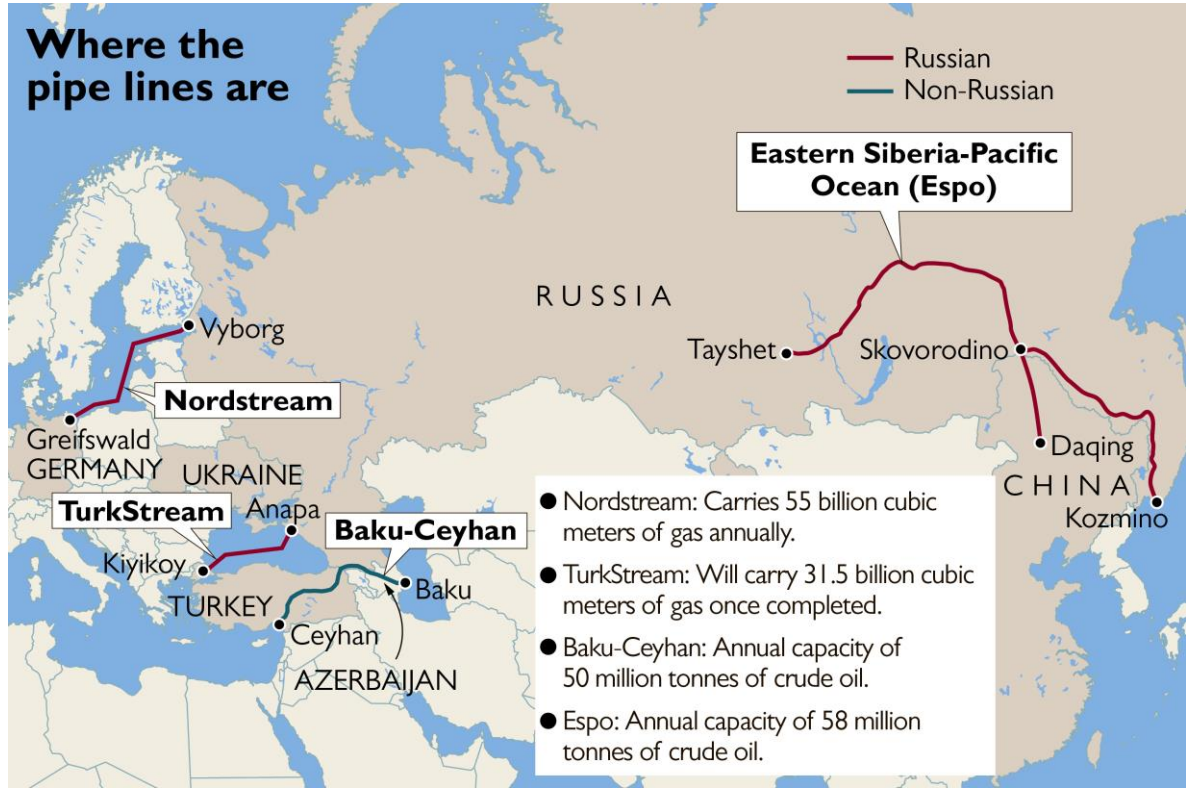 Where the
pipe lines are
Russian
Non-Russian
Eastern Siberia-Pacific
Ocean (Espo)
RUSSIA
Vyborg
Tayshet
Skovorodino
Nordstream
Greifswald
GERMANY
UKRAINE
Daqing
CHINA
TurkStream
Anapa
Baku-Ceyhan
Kozmino
Kiyikoy
Baku
TURKEY
Ceyhan
AZERBAIJAN
● Nordstream: Carries 55 billion cubic
meters of gas annually.
● TurkStream: Will carry 31.5 billion cubic
meters of gas once completed.
● Baku-Ceyhan: Annual capacity of
50 million tonnes of crude oil.
● Espo: Annual capacity of 58 million
tonnes of crude oil.